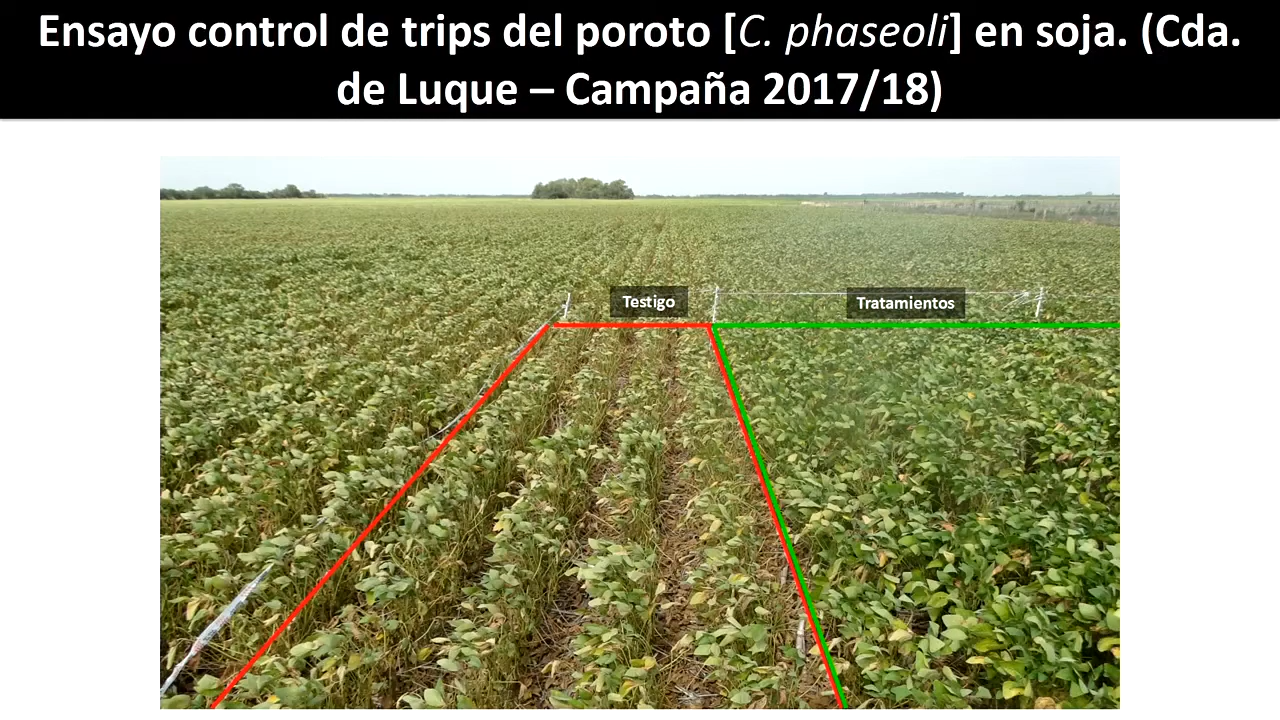 Ensayo control de trips del poroto [C. phaseoli] en soja. (Cda.
de Luque – Campaña 2017/18)
Testigo
Tratamientos